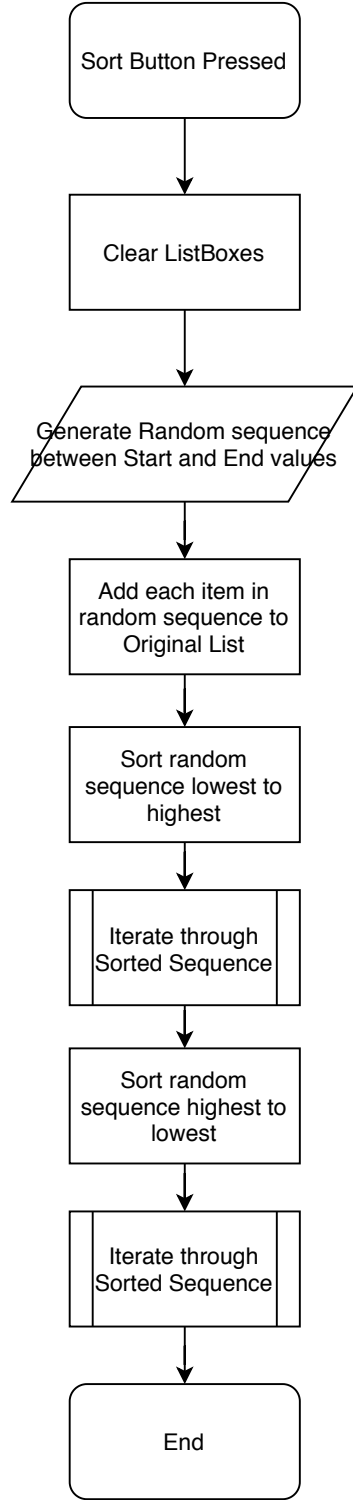 Sort Button Pressed
Clear ListBoxes
Generate Random sequence
between Start and End values
Add each item in
random sequence to
Original List
Sort random
sequence lowest to
highest
Iterate through
Sorted Sequence
Sort random
sequence highest to
lowest
Iterate through
Sorted Sequence
End